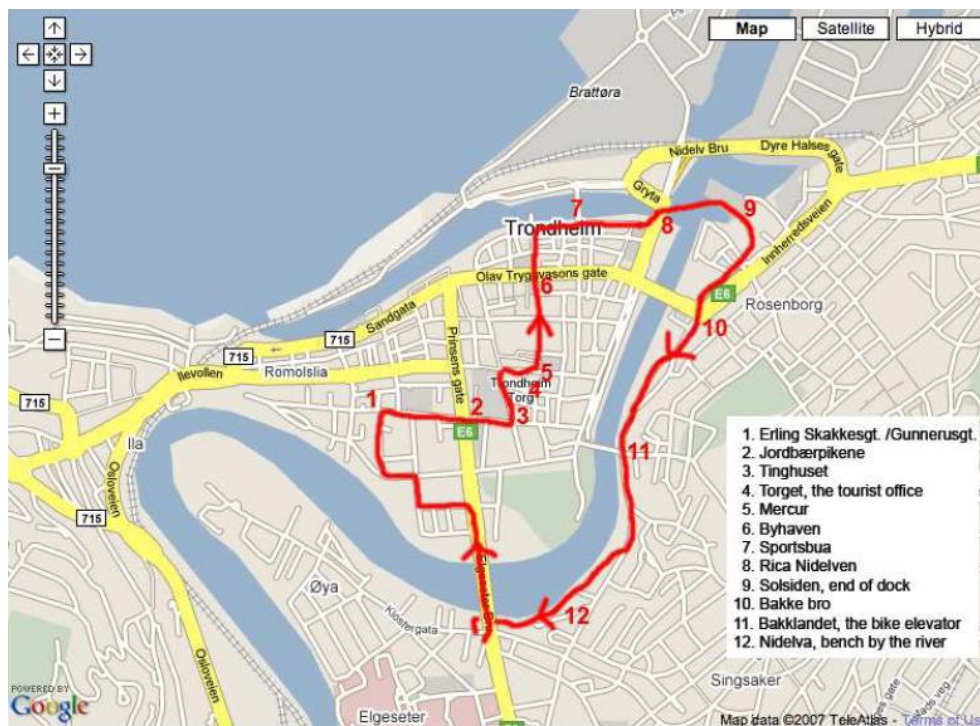 Map Satellite Hybrid
Brattøra
Nidelv Bru
Dyre Halses gate
Gryta
7
9
8
Trondheim
Innherredsveien
Olav Tryggvasons gate
6
E6
Rosenborg
Sandgata
10
715
715
Prinsens gate
Ilevollen
Romolslia
5
Trondheim Torg
4
715
1
2
3
E6
Ila
11
Osloveien
715
1. Erling Skakkesgt. /Gunnerusgt.
2. Jordbærpikene
3. Tinghuset
4. Torget, the tourist office
5. Mercur
6. Byhaven
7. Sportsbua
8. Rica Nidelven
9. Solsiden, end of dock
10. Bakke bro
11. Bakklandet, the bike elevator
12. Nidelva, bench by the river
Øya
Klostergata
12
Osloveien
Singsaker
POWERED BY
Google
Elgeseter
E6
Map data ©2007 TeleAtlas - Terms of